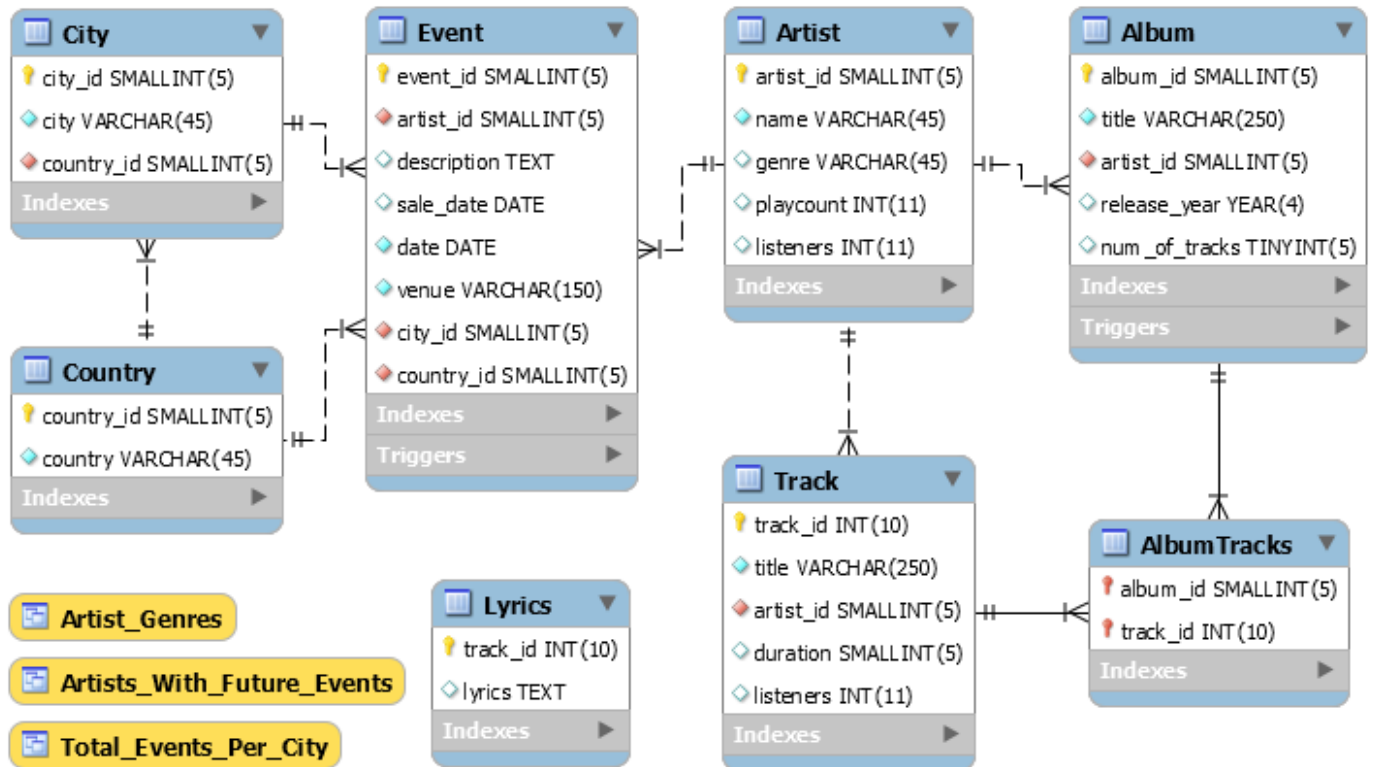 City
city_id SMALLINT(5)
city VARCHAR(45)
country_id SMALLINT(5)
Indexes
Country
country_id SMALLINT(5)
country VARCHAR(45)
Indexes
Event
event_id SMALLINT(5)
artist_id SMALLINT(5)
description TEXT
sale_date DATE
date DATE
venue VARCHAR(150)
city_id SMALLINT(5)
country_id SMALLINT(5)
Indexes
Triggers
Artist
artist_id SMALLINT(5)
name VARCHAR(45)
genre VARCHAR(45)
playcount INT(11)
listeners INT(11)
Indexes
Album
album_id SMALLINT(5)
title VARCHAR(250)
artist_id SMALLINT(5)
release_year YEAR(4)
num_of_tracks TINYINT(5)
Indexes
Triggers
Track
track_id INT(10)
title VARCHAR(250)
artist_id SMALLINT(5)
duration SMALLINT(5)
listeners INT(11)
Indexes
AlbumTracks
album_id SMALLINT(5)
track_id INT(10)
Indexes
Lyrics
track_id INT(10)
lyrics TEXT
Indexes
Artist_Genres
Artists_With_Future_Events
Total_Events_Per_City